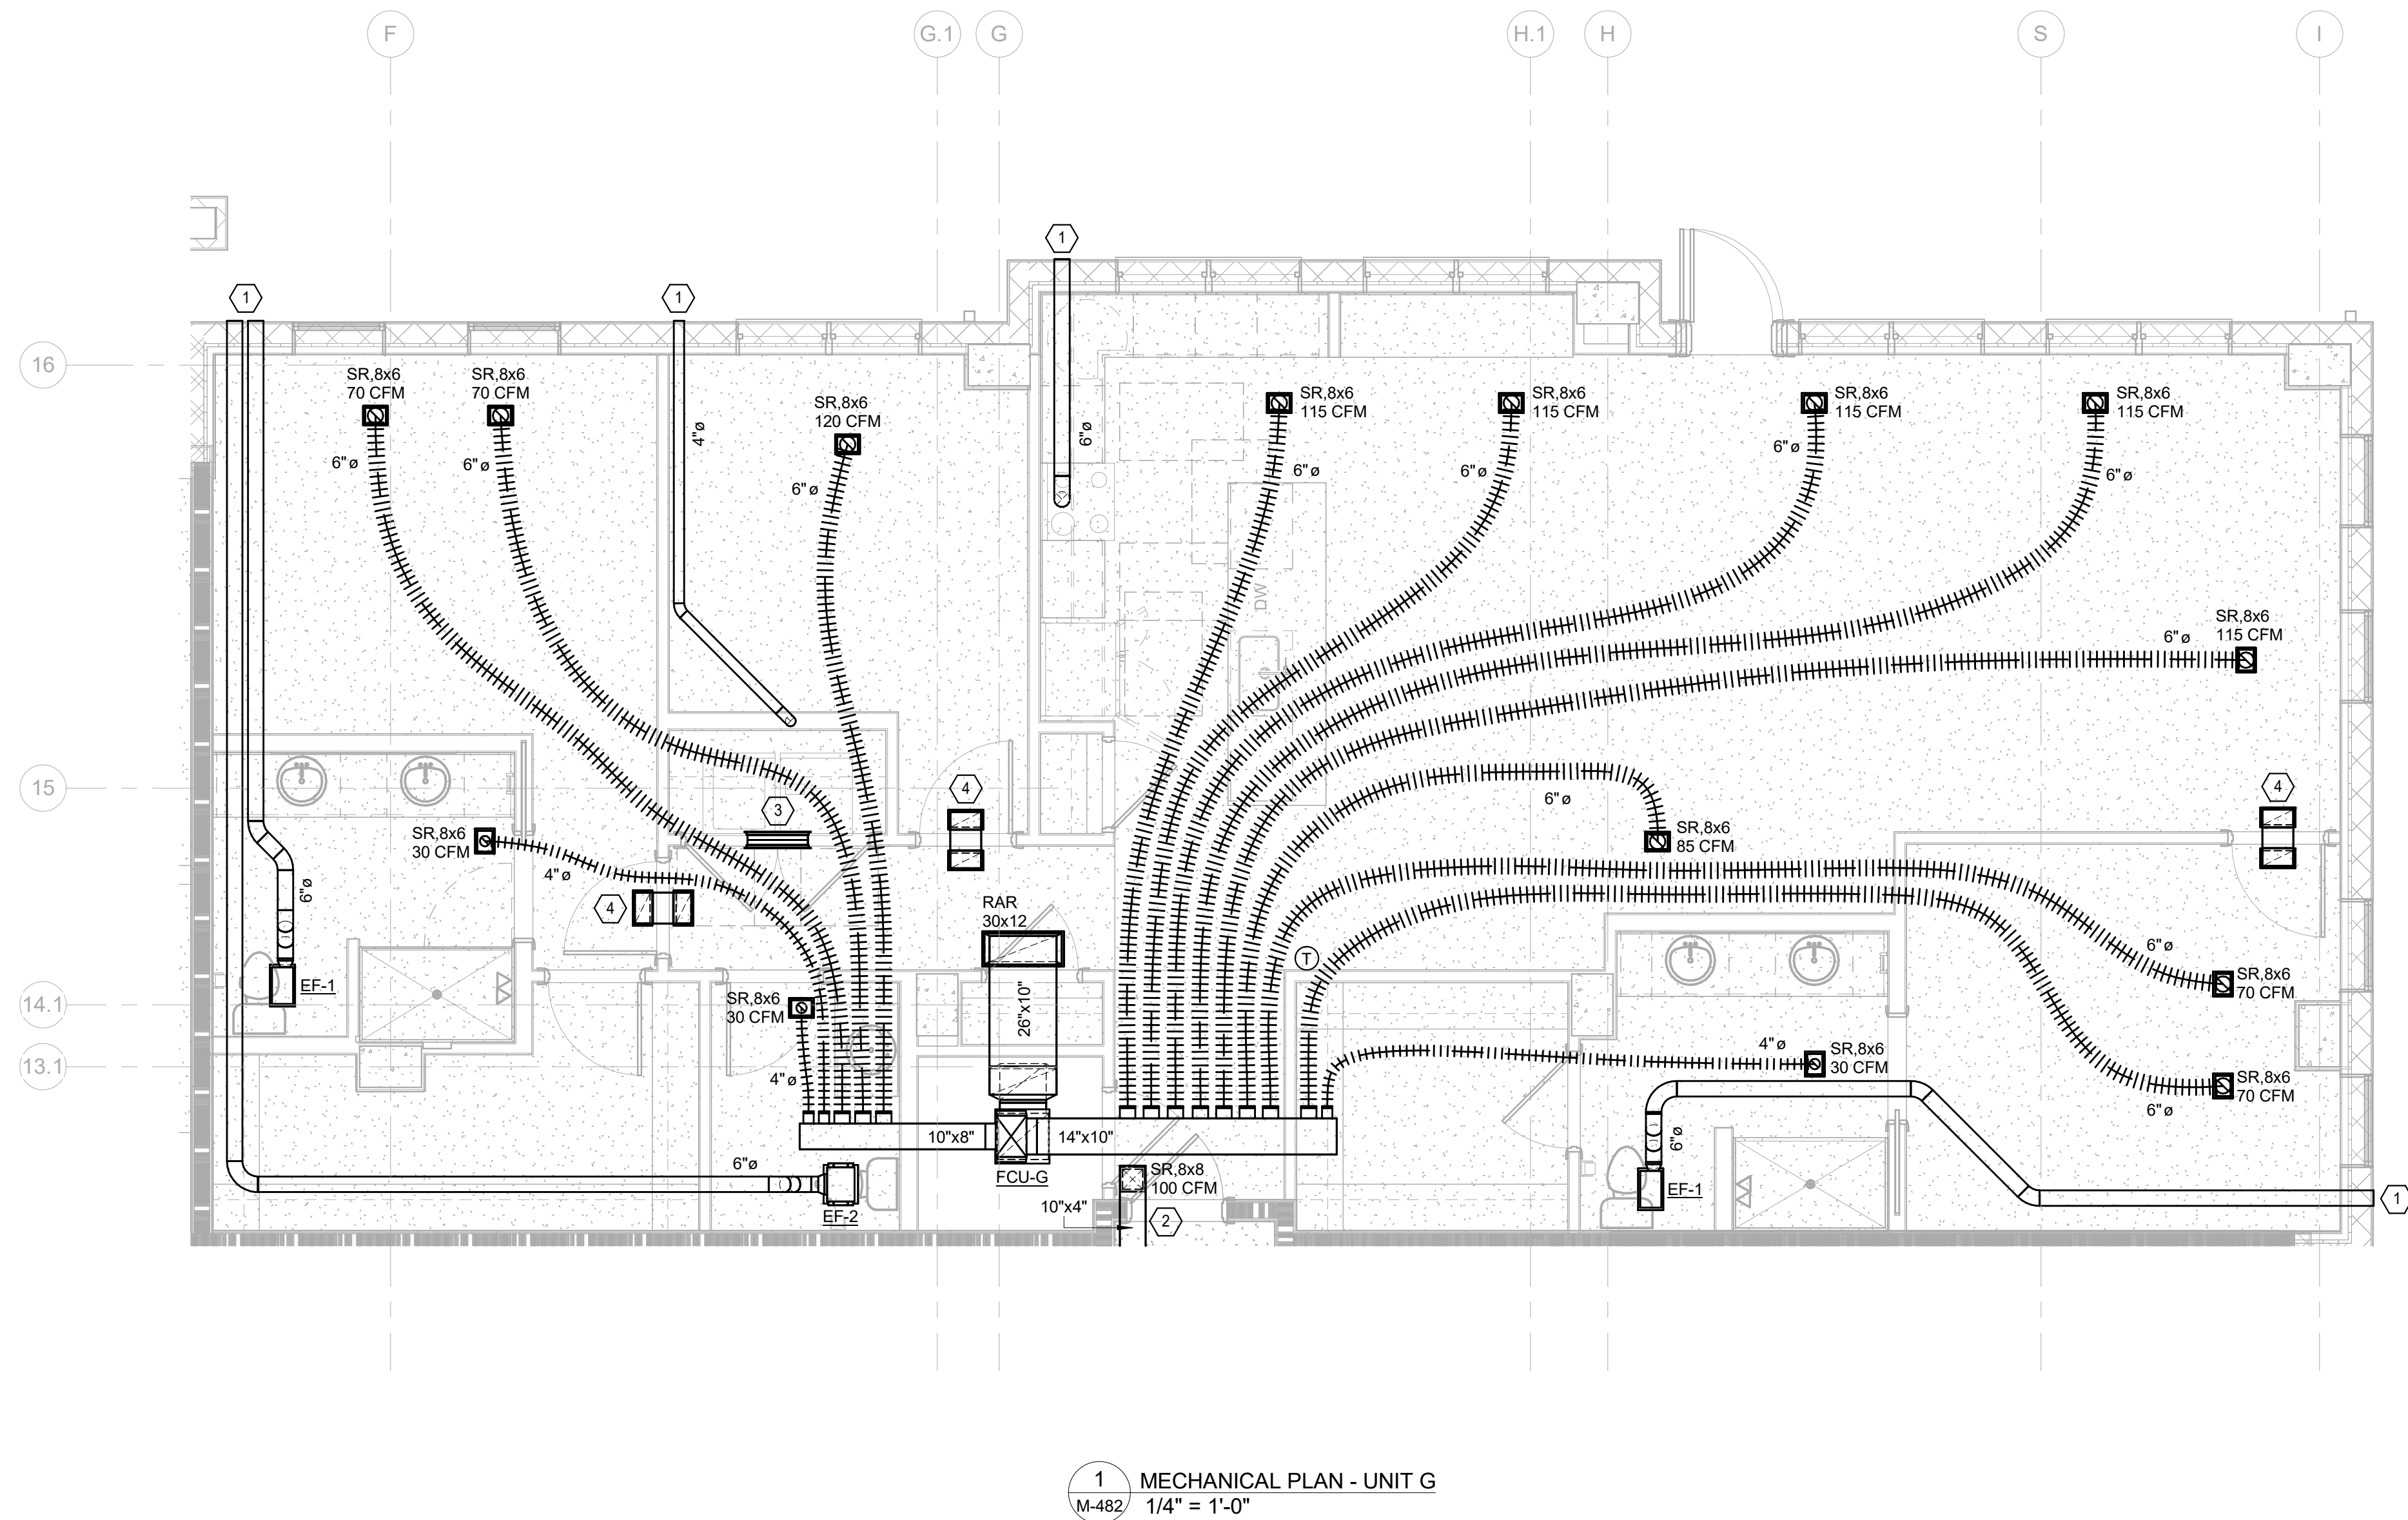 F
G.1
G
H.1
H
S
I
1
1
1
16
SR,8x6
70 CFM
SR,8x6
70 CFM
SR,8x6
120 CFM
SR,8x6
115 CFM
SR,8x6
115 CFM
SR,8x6
115 CFM
SR,8x6
115 CFM
6"ø
6"ø
6"ø
4"ø
6"ø
6"ø
6"ø
6"ø
6"ø
DW
SR,8x6
115 CFM
6"ø
15
3
4
4
SR,8x6
30 CFM
4"ø
6"ø
SR,8x6
85 CFM
6"ø
4
RAR
30x12
T
EF-1
14.1
SR,8x6
30 CFM
26"x10"
6"ø
SR,8x6
70 CFM
13.1
4"ø
4"ø
SR,8x6
30 CFM
SR,8x6
70 CFM
6"ø
10"x8"
14"x10"
6"ø
6"ø
EF-2
FCU-G
SR,8x8
100 CFM
10"x4"
2
EF-1
1
1
M-482
MECHANICAL PLAN - UNIT G
1/4" = 1'-0"